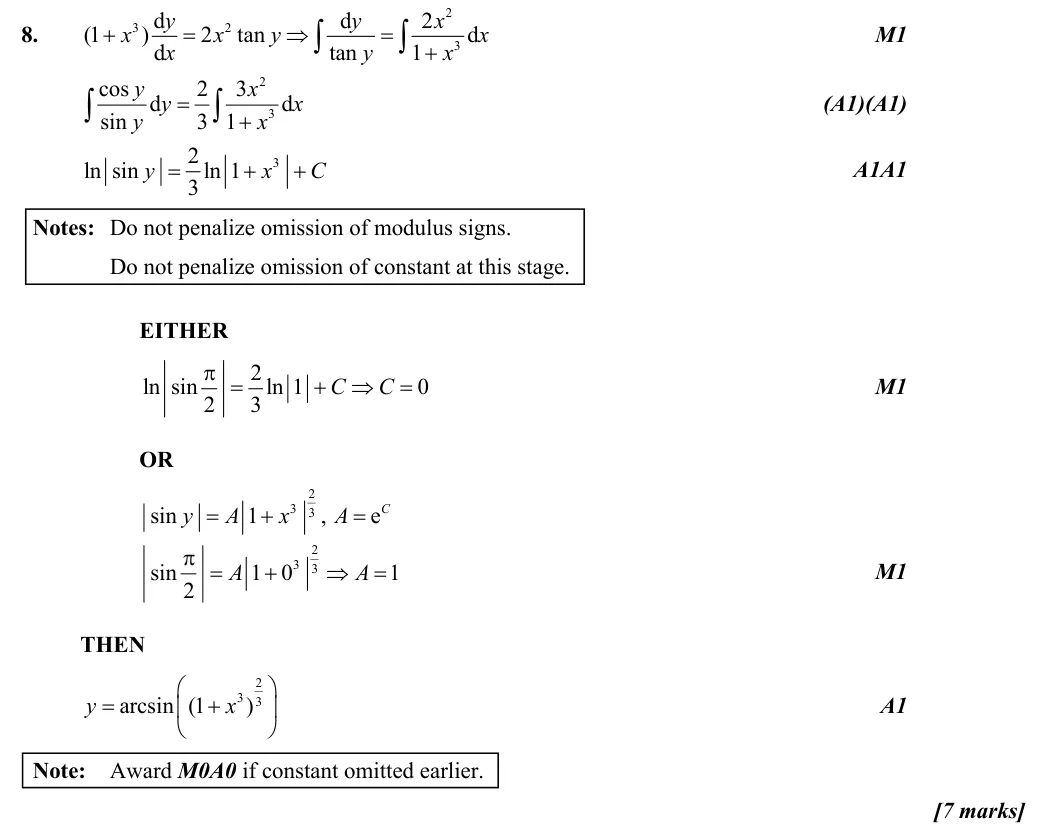 8. (1 + x³) dy/dx = 2x² tan y ⇒ ∫ dy/tan y = ∫ 2x²/(1 + x³) dx M1
∫ cos y/sin y dy = 2/3 ∫ 3x²/(1 + x³) dx (A1)(A1)
ln|sin y| = 2/3 ln|1 + x³| + C A1A1
Notes: Do not penalize omission of modulus signs.
Do not penalize omission of constant at this stage.
EITHER
ln|sin π/2| = 2/3 ln|1| + C ⇒ C = 0 M1
OR
|sin y| = A|1 + x³|^(2/3), A = e^C
|sin π/2| = A|1 + 0³|^(2/3) ⇒ A = 1 M1
THEN
y = arcsin((1 + x³)^(2/3)) A1
Note: Award M0A0 if constant omitted earlier.
[7 marks]